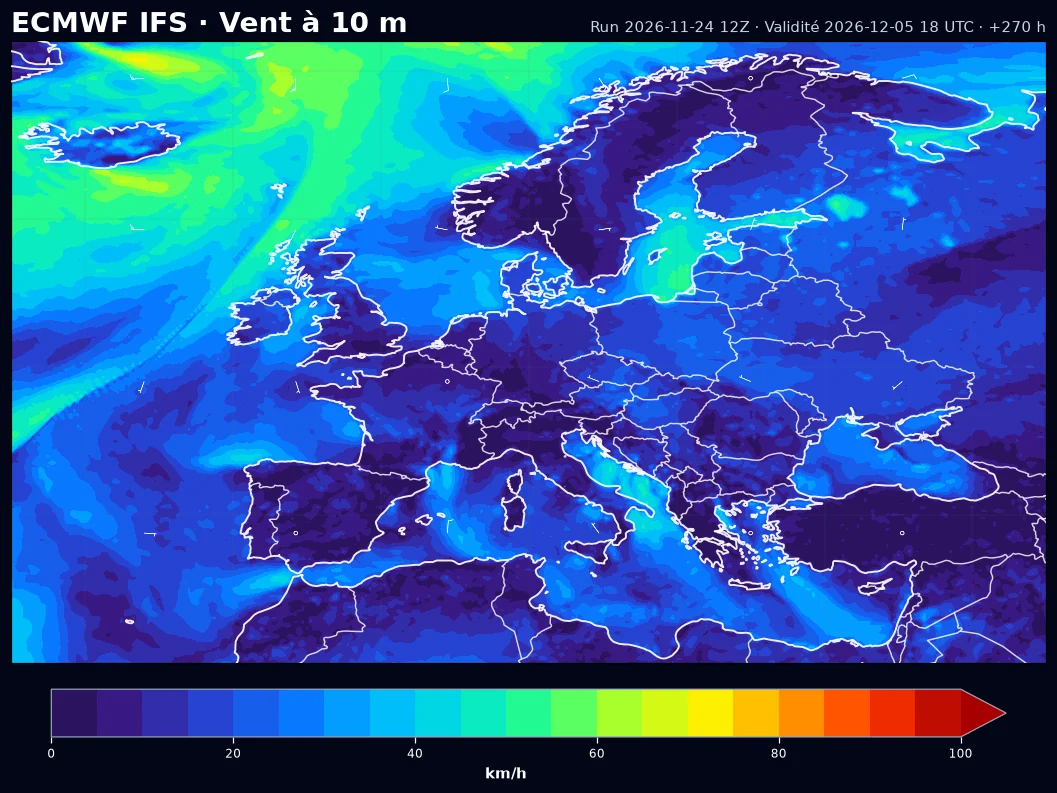 ECMWF IFS · Vent à 10 m
Run 2026-11-24 12Z · Validité 2026-12-05 18 UTC · +270 h
0 20 40 60 80 100
km/h